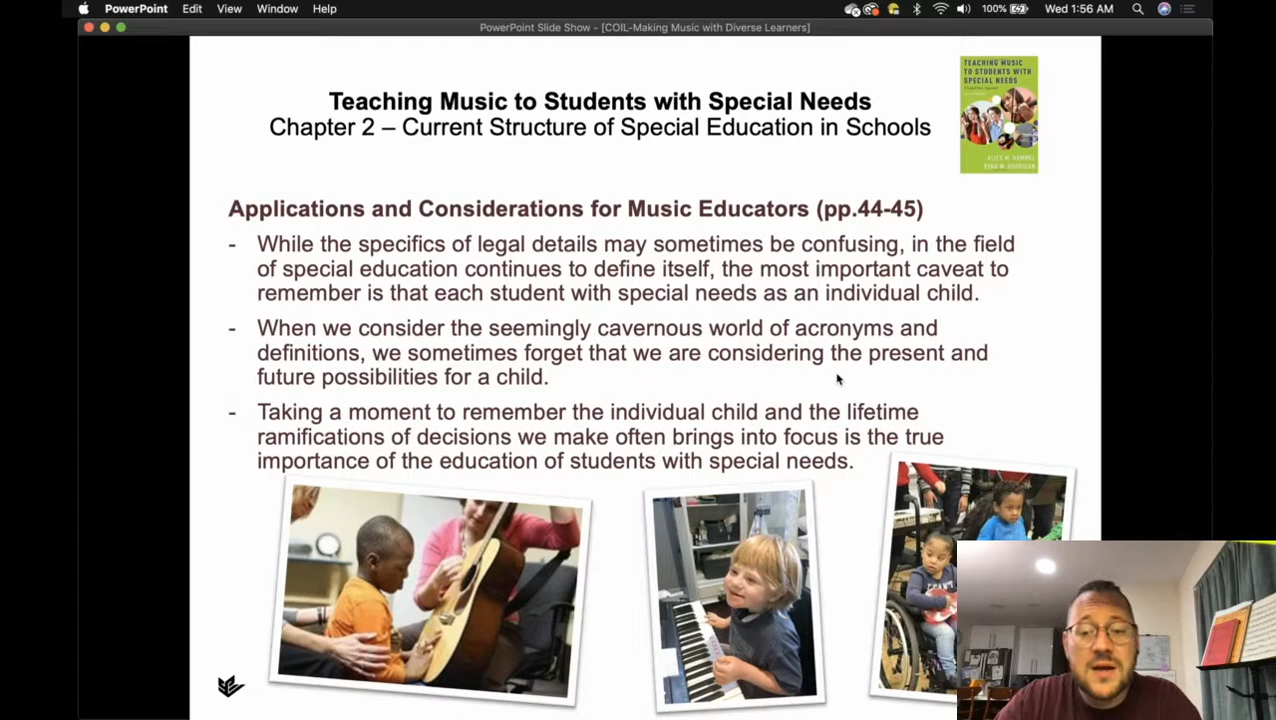 PowerPoint Edit View Window Help 100% Wed 1:56 AM
PowerPoint Slide Show - [COIL-Making Music with Diverse Learners]
Teaching Music to Students with Special Needs
Chapter 2 – Current Structure of Special Education in Schools
TEACHING MUSIC
TO STUDENTS WITH
SPECIAL NEEDS
ALICE M. HAMMEL
RYAN M. HOURIGAN
Applications and Considerations for Music Educators (pp.44-45)
- While the specifics of legal details may sometimes be confusing, in the field
of special education continues to define itself, the most important caveat to
remember is that each student with special needs as an individual child.
- When we consider the seemingly cavernous world of acronyms and
definitions, we sometimes forget that we are considering the present and
future possibilities for a child.
- Taking a moment to remember the individual child and the lifetime
ramifications of decisions we make often brings into focus is the true
importance of the education of students with special needs.